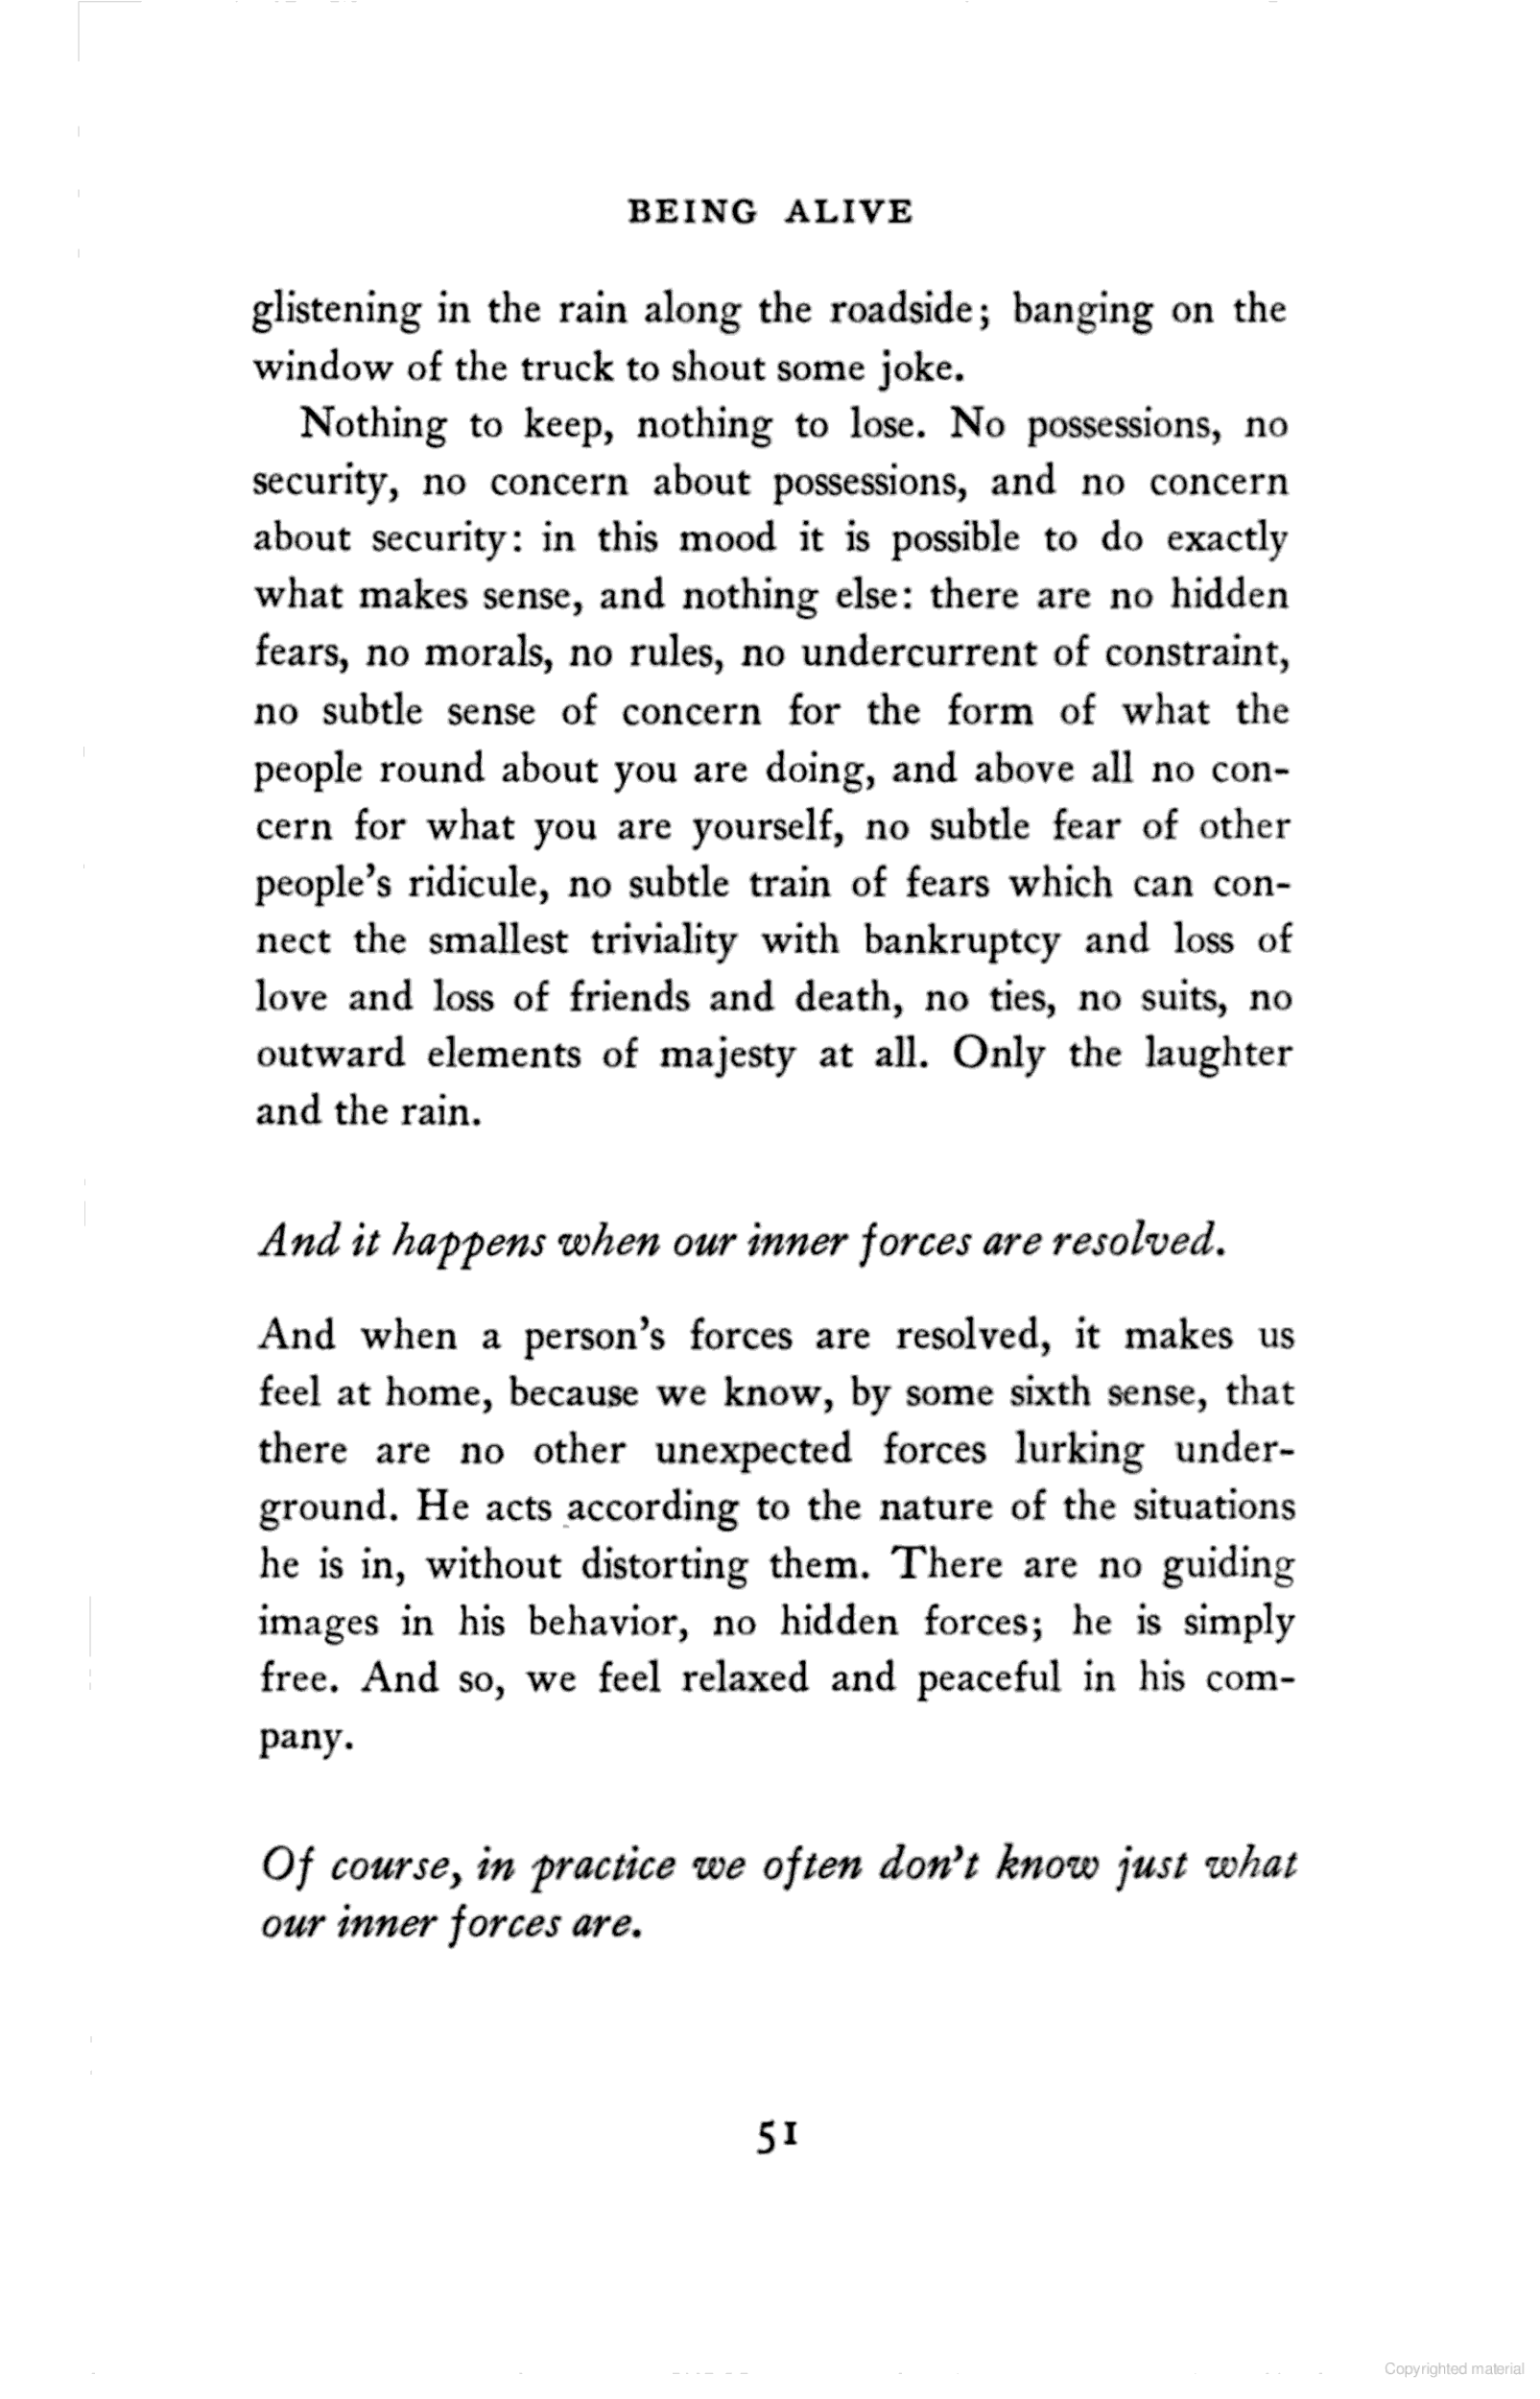 BEING ALIVE
glistening in the rain along the roadside; banging on the
window of the truck to shout some joke.
Nothing to keep, nothing to lose. No possessions, no
security, no concern about possessions, and no concern
about security: in this mood it is possible to do exactly
what makes sense, and nothing else: there are no hidden
fears, no morals, no rules, no undercurrent of constraint,
no subtle sense of concern for the form of what the
people round about you are doing, and above all no con-
cern for what you are yourself, no subtle fear of other
people's ridicule, no subtle train of fears which can con-
nect the smallest triviality with bankruptcy and loss of
love and loss of friends and death, no ties, no suits, no
outward elements of majesty at all. Only the laughter
and the rain.
And it happens when our inner forces are resolved.
And when a person's forces are resolved, it makes us
feel at home, because we know, by some sixth sense, that
there are no other unexpected forces lurking under-
ground. He acts according to the nature of the situations
he is in, without distorting them. There are no guiding
images in his behavior, no hidden forces; he is simply
free. And so, we feel relaxed and peaceful in his com-
pany.
Of course, in practice we often don't know just what
our inner forces are.
51
Copyrighted material